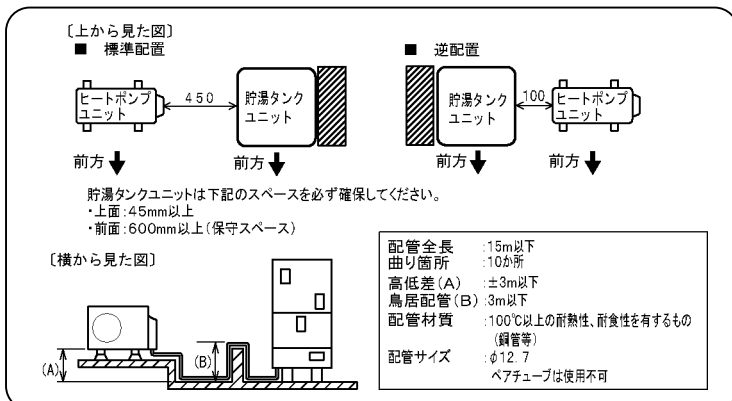 〔上から見た図〕
■ 標準配置
■ 逆配置
ヒートポンプ
ユニット
450
貯湯タンク
ユニット
貯湯タンク
ユニット
100
ヒートポンプ
ユニット
前方
前方
前方
前方
貯湯タンクユニットは下記のスペースを必ず確保してください。
・上面:45mm以上
・前面:600mm以上(保守スペース)
〔横から見た図〕
(A)
(B)
配管全長 :15m以下
曲り箇所 :10か所
高低差(A) :±3m以下
鳥居配管(B):3m以下
配管材質 :100℃以上の耐熱性、耐食性を有するもの
(銅管等)
配管サイズ :φ12.7
ペアチューブは使用不可